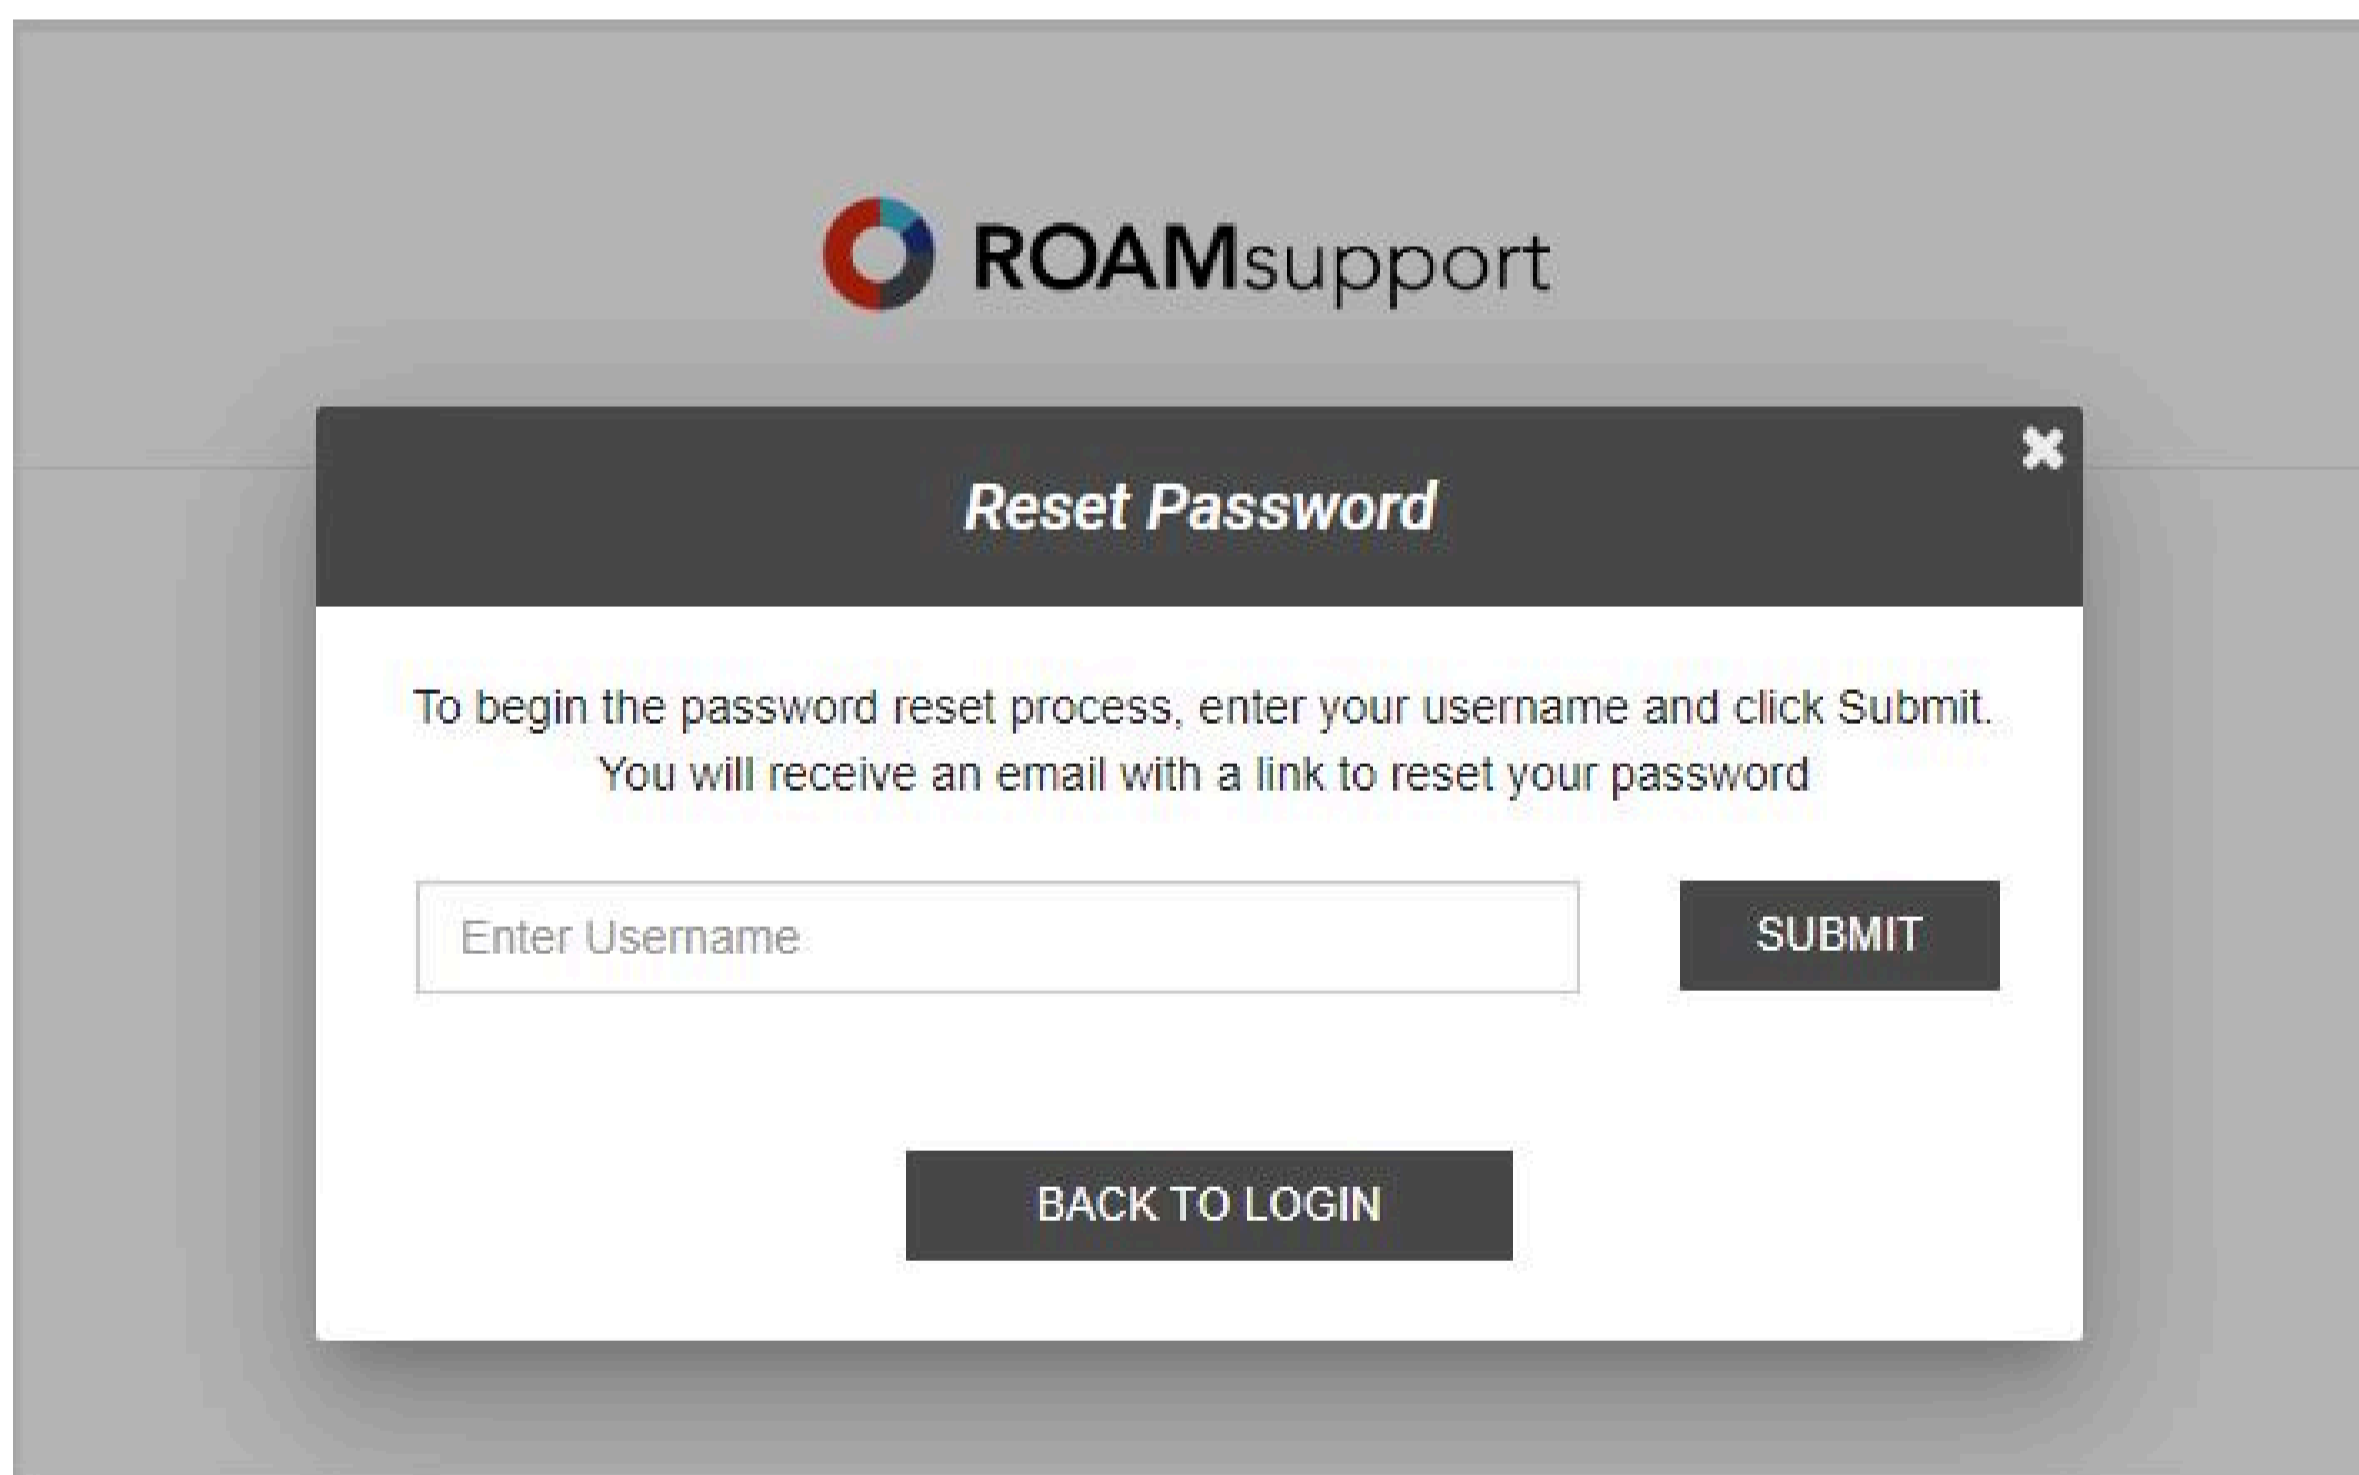 ROAMsupport
Reset Password
To begin the password reset process, enter your username and click Submit.
You will receive an email with a link to reset your password
Enter Username
SUBMIT
BACK TO LOGIN